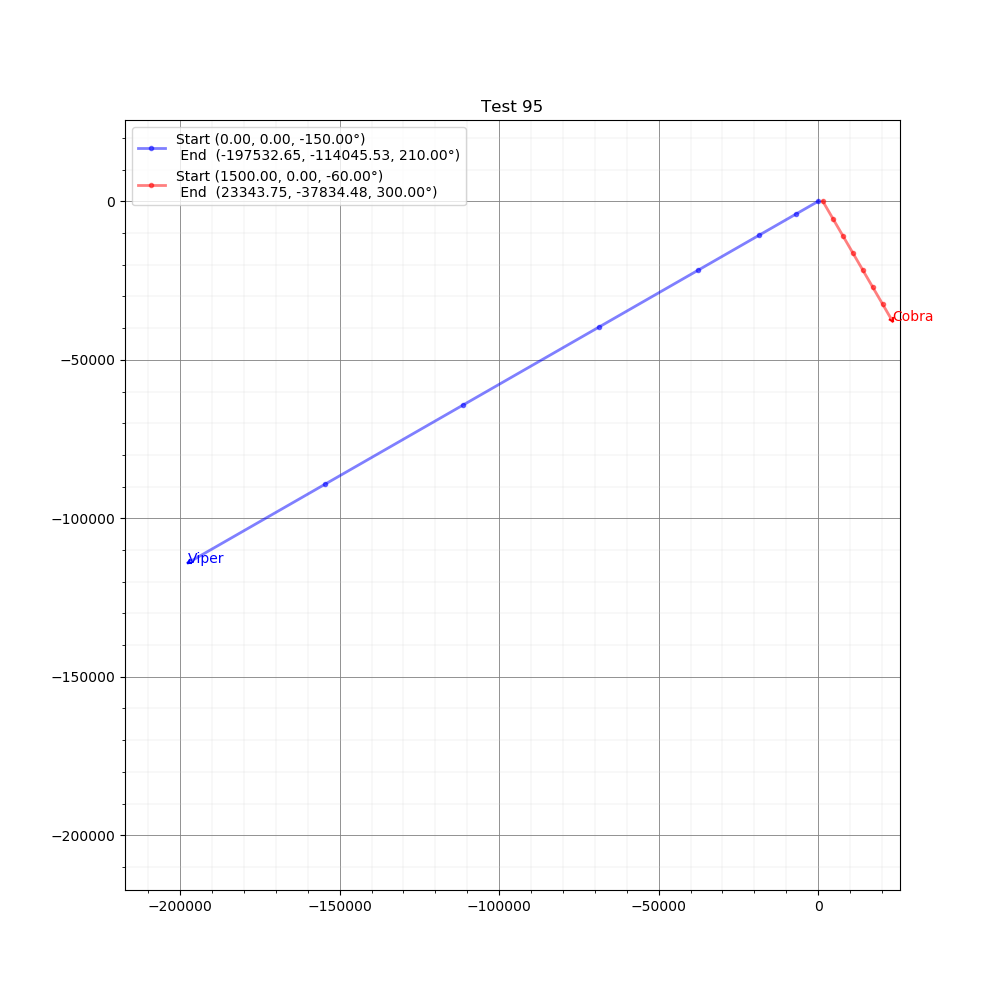 Test 95
Start (0.00, 0.00, -150.00°)
End  (-197532.65, -114045.53, 210.00°)
Start (1500.00, 0.00, -60.00°)
End  (23343.75, -37834.48, 300.00°)
0
−50000
−100000
−150000
−200000
Cobra
Viper
−200000
−150000
−100000
−50000
0